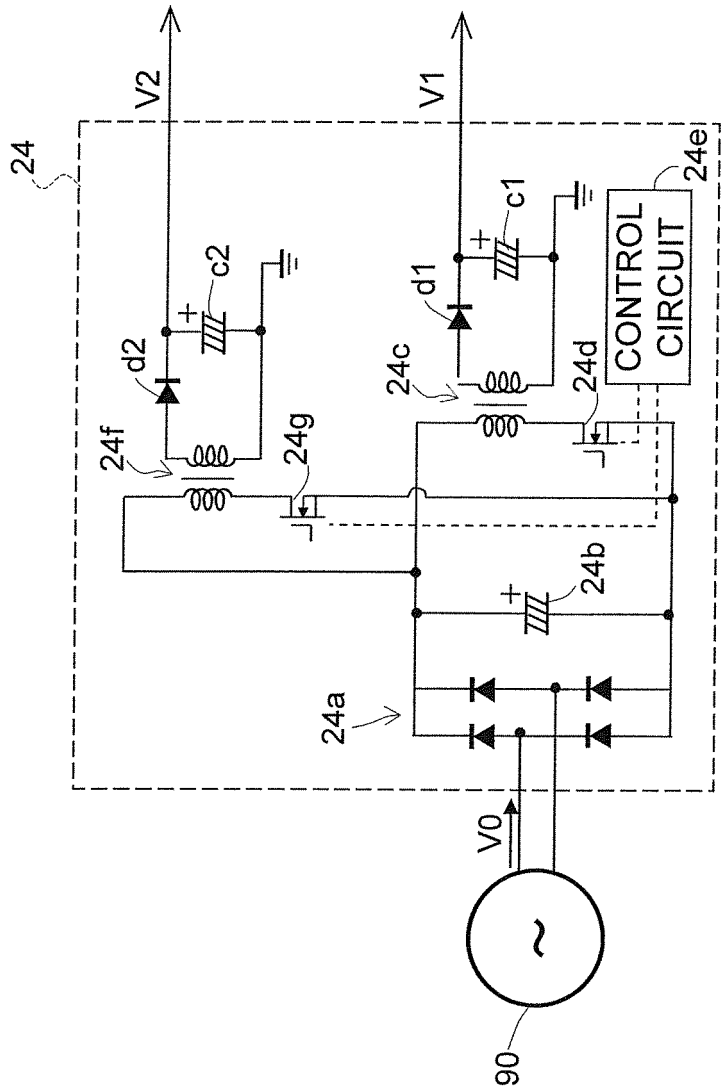 24
V2
V1
d2
c2
+
24f
24g
d1
c1
+
24c
24d
CONTROL
CIRCUIT
24e
24b
+
24a
V0
~
90